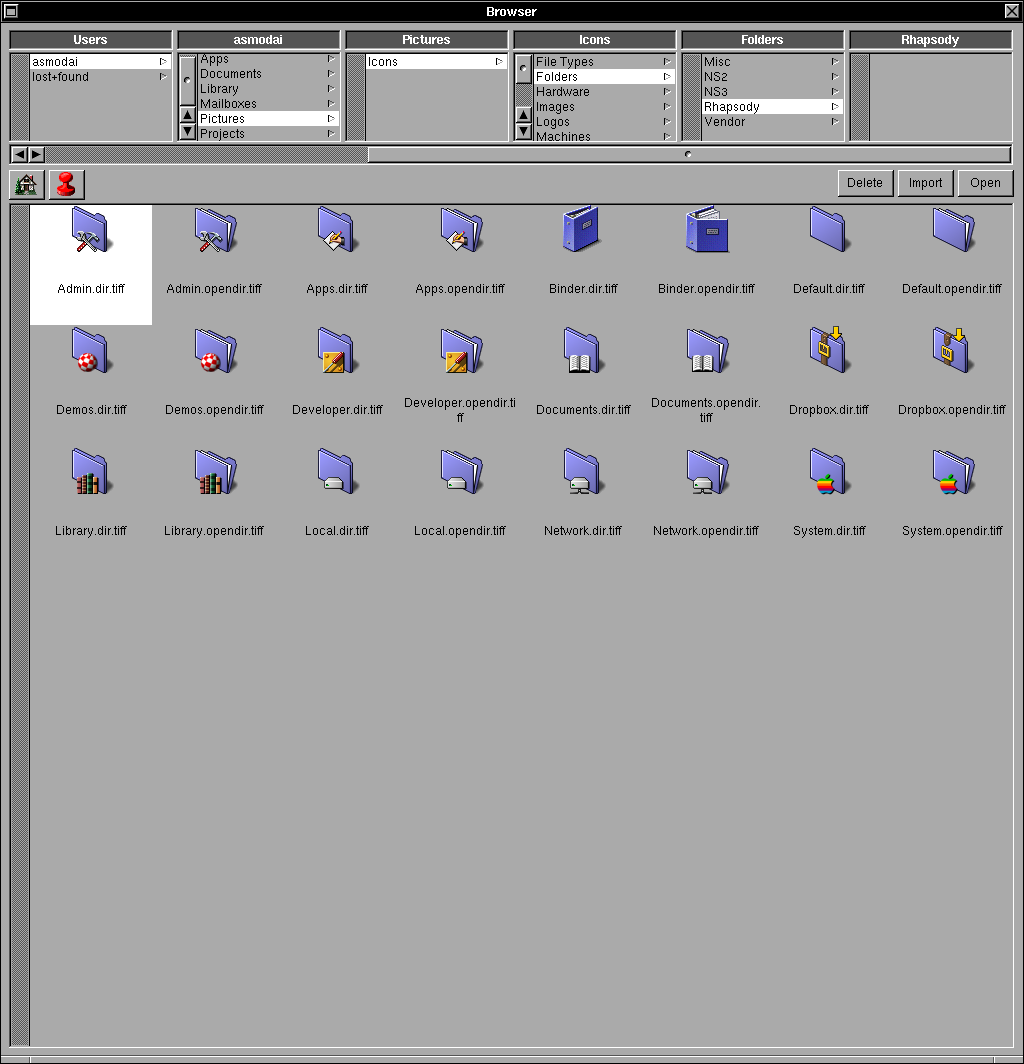 Browser
Users
asmodai
Pictures
Icons
Folders
Rhapsody
asmodai
lost+found
Apps
Documents
Library
Mailboxes
Pictures
Projects
Icons
File Types
Folders
Hardware
Images
Logos
Machines
Misc
NS2
NS3
Rhapsody
Vendor
Delete
Import
Open
Admin.dir.tiff
Admin.opendir.tiff
Apps.dir.tiff
Apps.opendir.tiff
Binder.dir.tiff
Binder.opendir.tiff
Default.dir.tiff
Default.opendir.tiff
Demos.dir.tiff
Demos.opendir.tiff
Developer.dir.tiff
Developer.opendir.ti
ff
Documents.dir.tiff
Documents.opendir.
tiff
Dropbox.dir.tiff
Dropbox.opendir.tiff
Library.dir.tiff
Library.opendir.tiff
Local.dir.tiff
Local.opendir.tiff
Network.dir.tiff
Network.opendir.tiff
System.dir.tiff
System.opendir.tiff